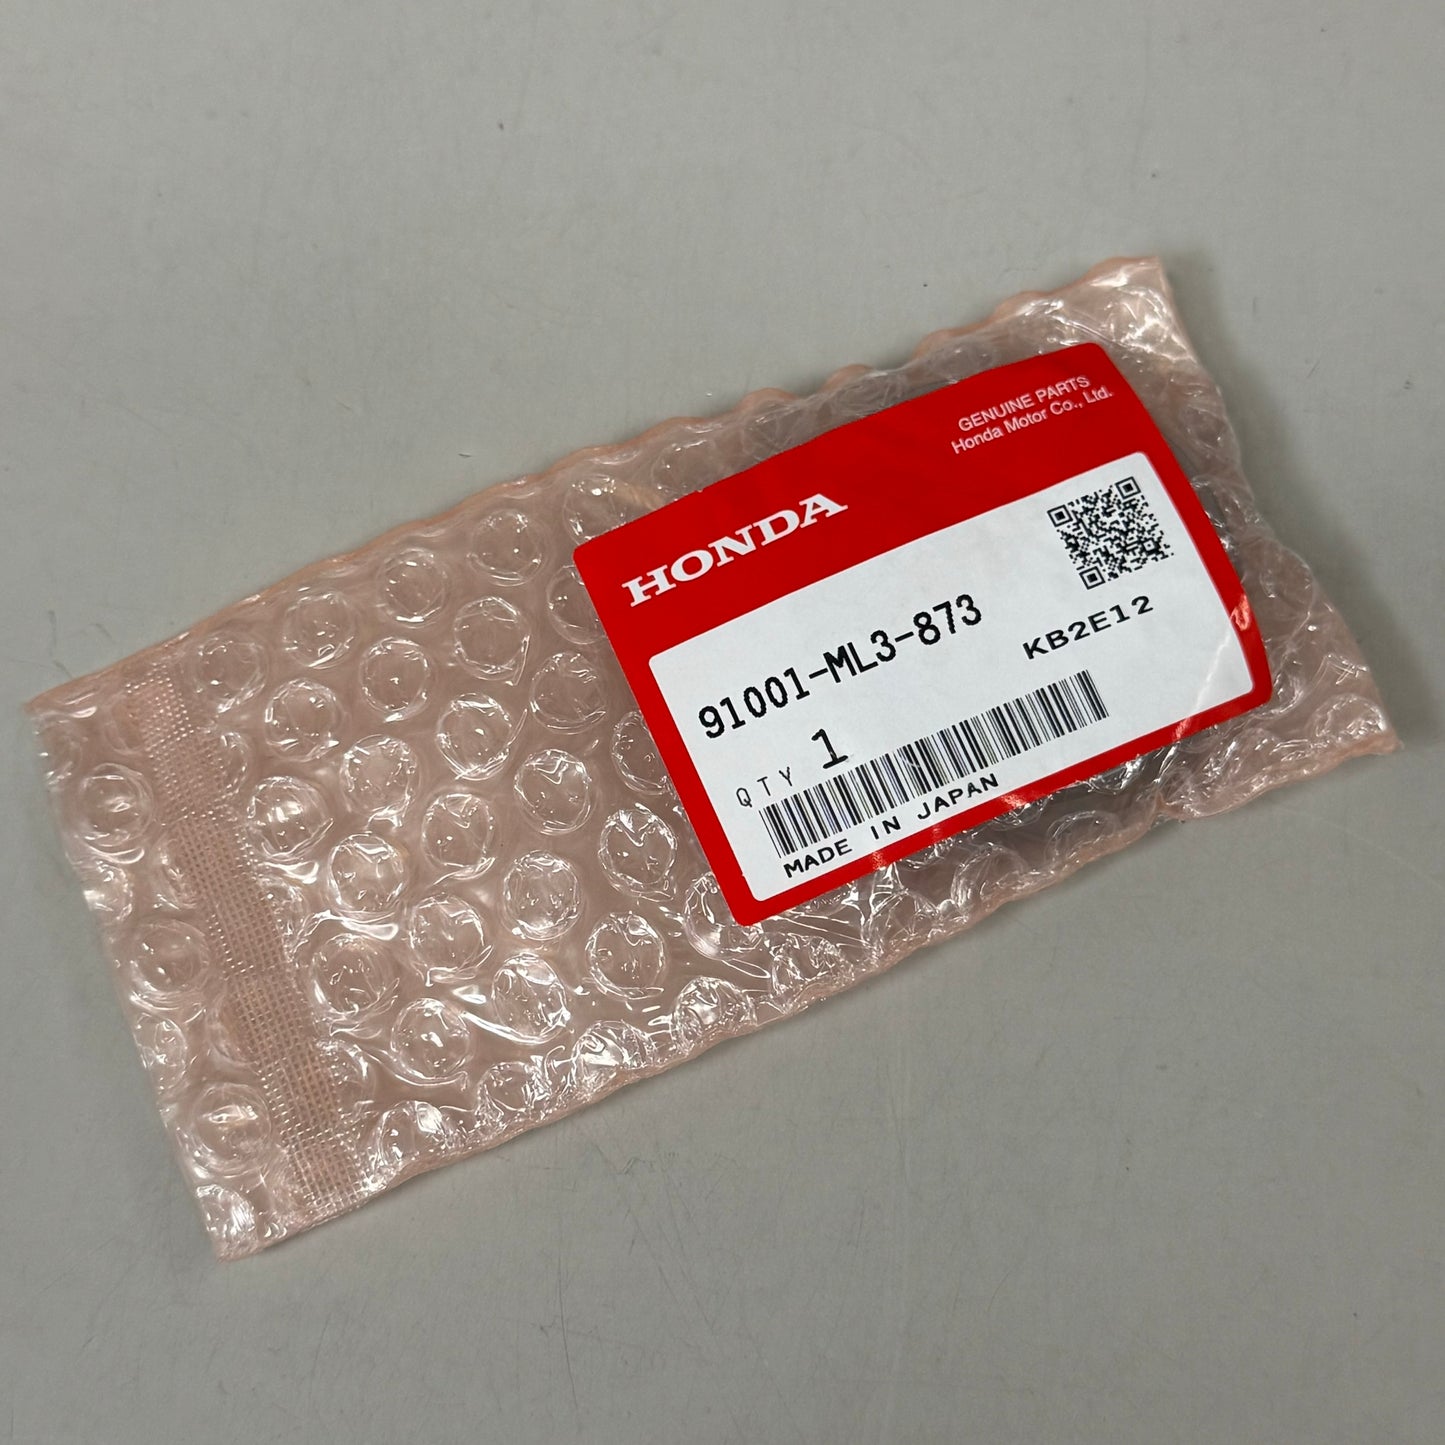 GENUINE PARTS
Honda Motor Co., Ltd.
HONDA
91001-ML3-873
KB2E12
QTY 1
MADE IN JAPAN